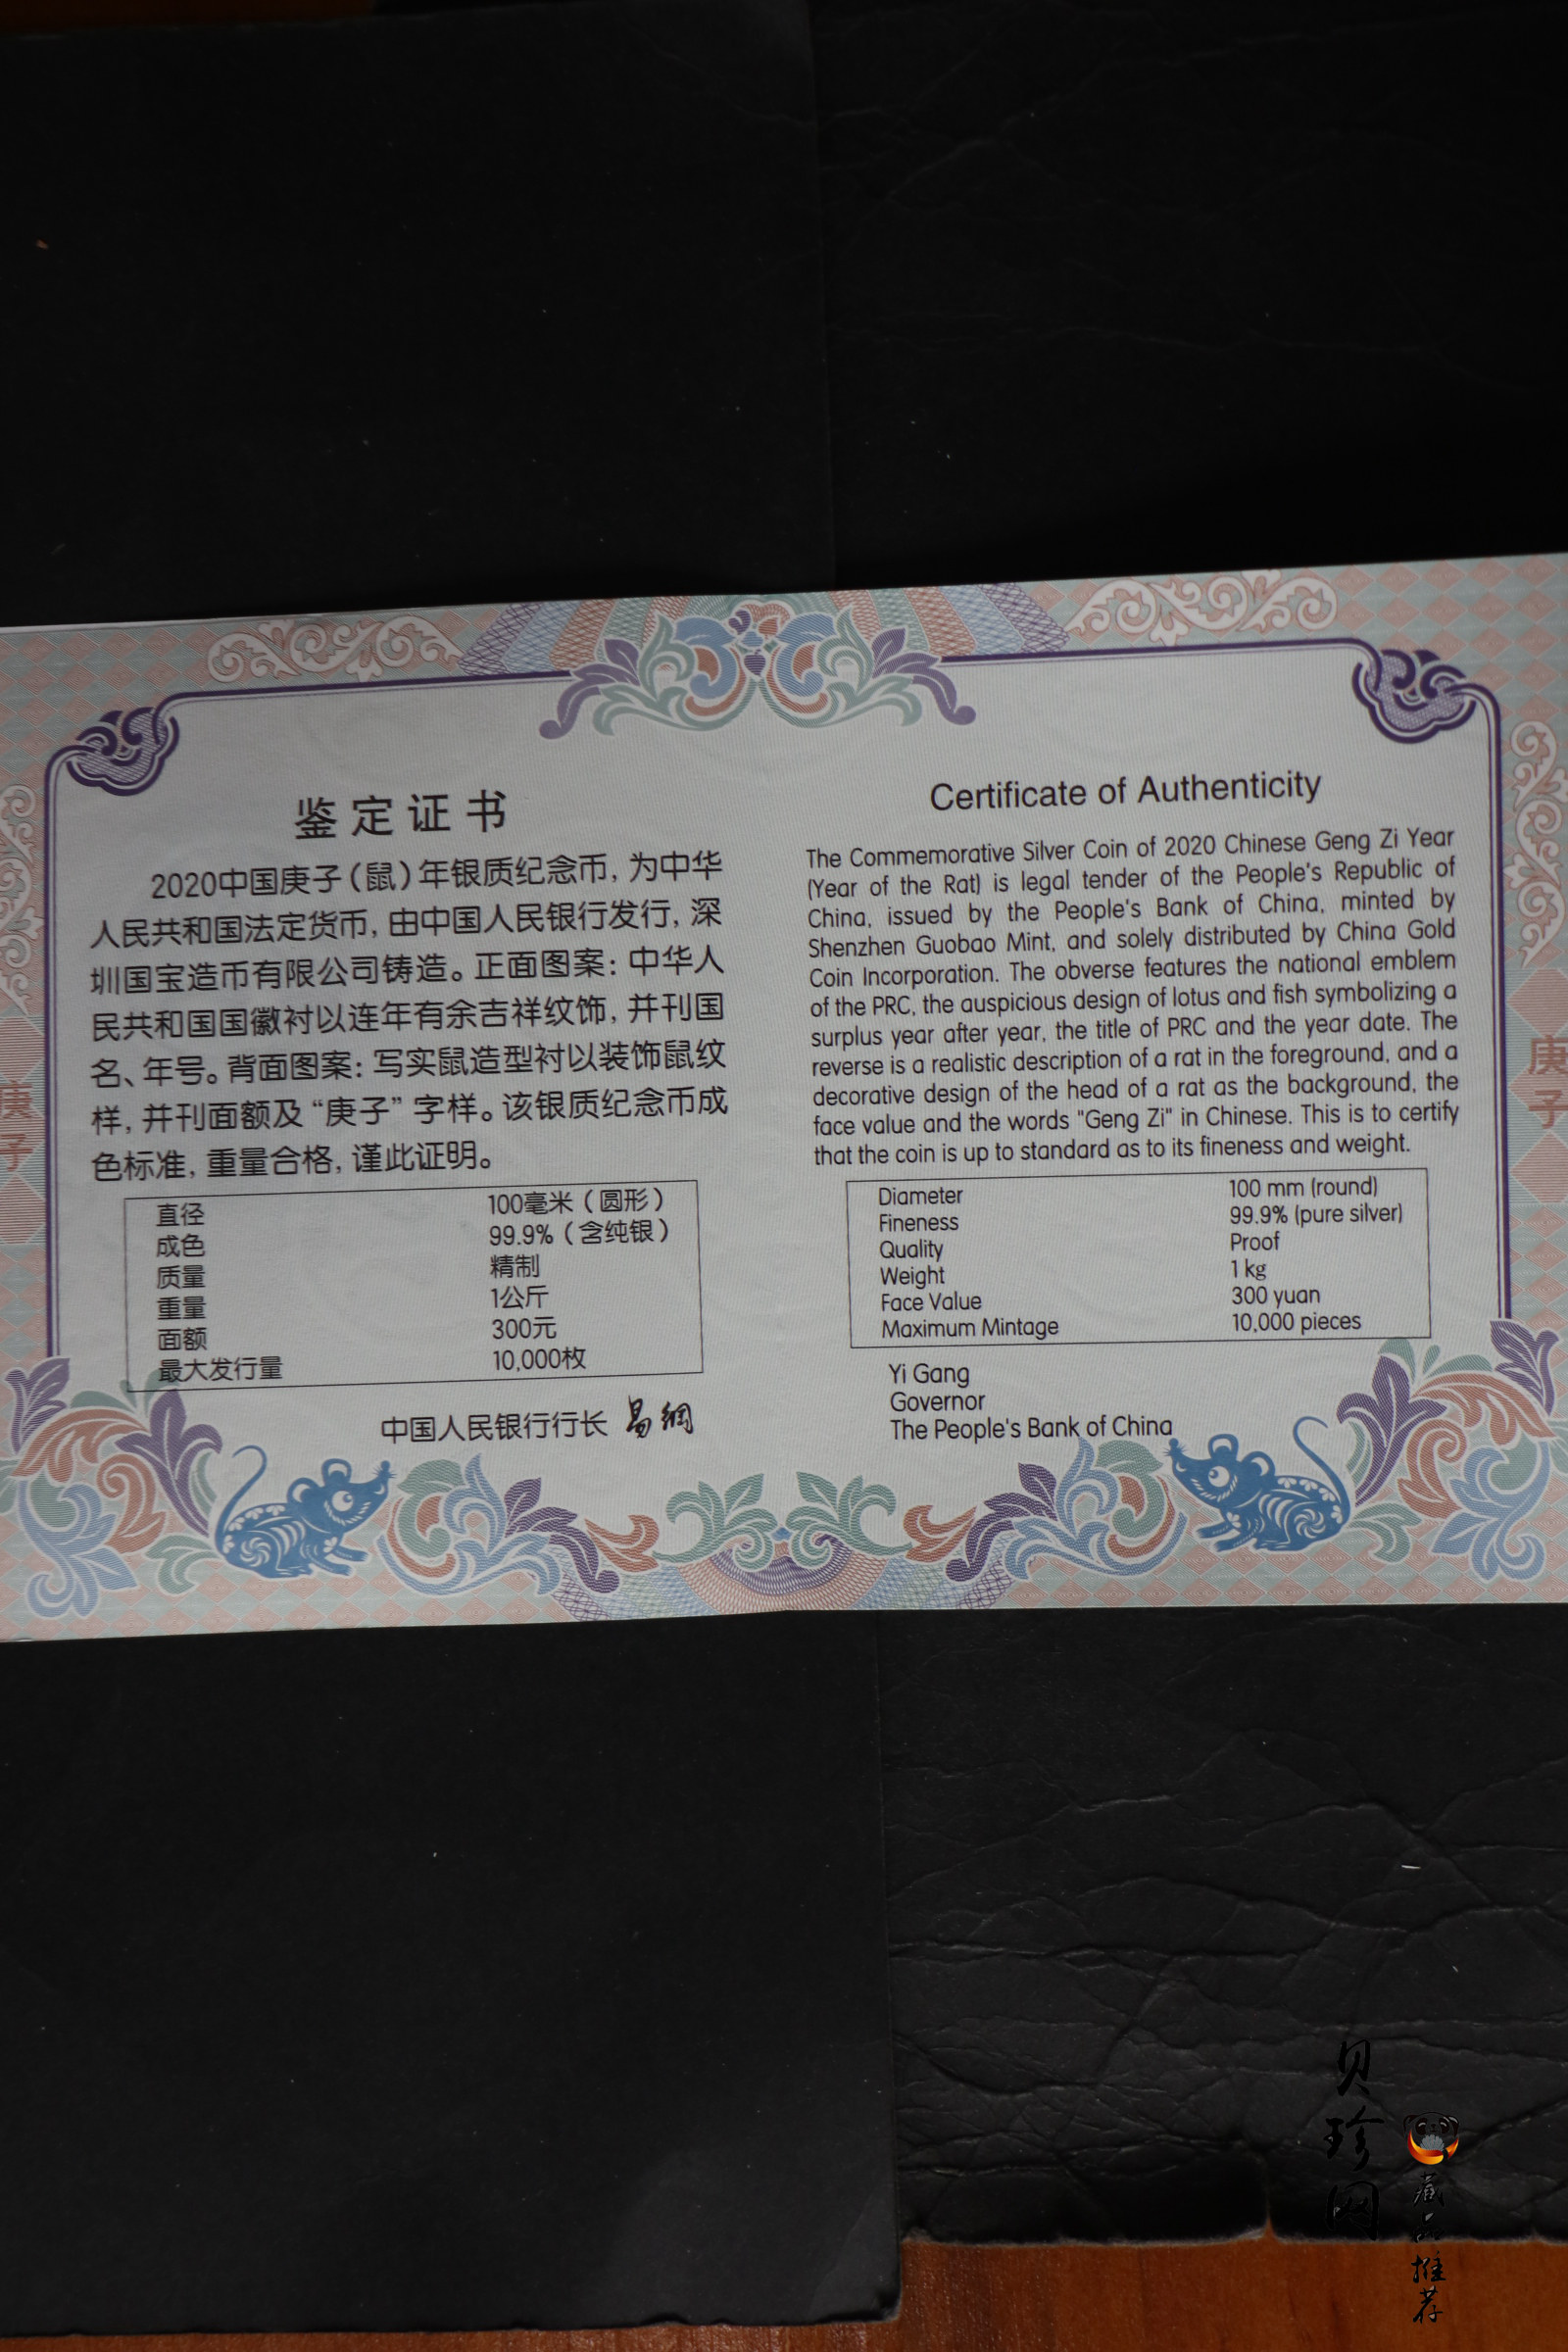 鉴定证书
2020中国庚子（鼠）年银质纪念币，为中华
人民共和国法定货币，由中国人民银行发行，深
圳国宝造币有限公司铸造。正面图案：中华人
民共和国国徽衬以连年有余吉祥纹饰，并刊国
名、年号。背面图案：写实鼠造型衬以装饰鼠纹
样，并刊面额及“庚子”字样。该银质纪念币成
色标准，重量合格，谨此证明。
直径 100毫米（圆形）
成色 99.9%（含纯银）
质量 精制
重量 1公斤
面额 300元
最大发行量 10,000枚
中国人民银行行长 易纲
庚子
Certificate of Authenticity
The Commemorative Silver Coin of 2020 Chinese Geng Zi Year
(Year of the Rat) is legal tender of the People's Republic of
China, issued by the People's Bank of China, minted by
Shenzhen Guobao Mint, and solely distributed by China Gold
Coin Incorporation. The obverse features the national emblem
of the PRC, the auspicious design of lotus and fish symbolizing a
surplus year after year, the title of PRC and the year date. The
reverse is a realistic description of a rat in the foreground, and a
decorative design of the head of a rat as the background, the
face value and the words "Geng Zi" in Chinese. This is to certify
that the coin is up to standard as to its fineness and weight.
Diameter 100 mm (round)
Fineness 99.9% (pure silver)
Quality Proof
Weight 1 kg
Face Value 300 yuan
Maximum Mintage 10,000 pieces
Yi Gang
Governor
The People's Bank of China
庚子
贝珍网
藏品推荐